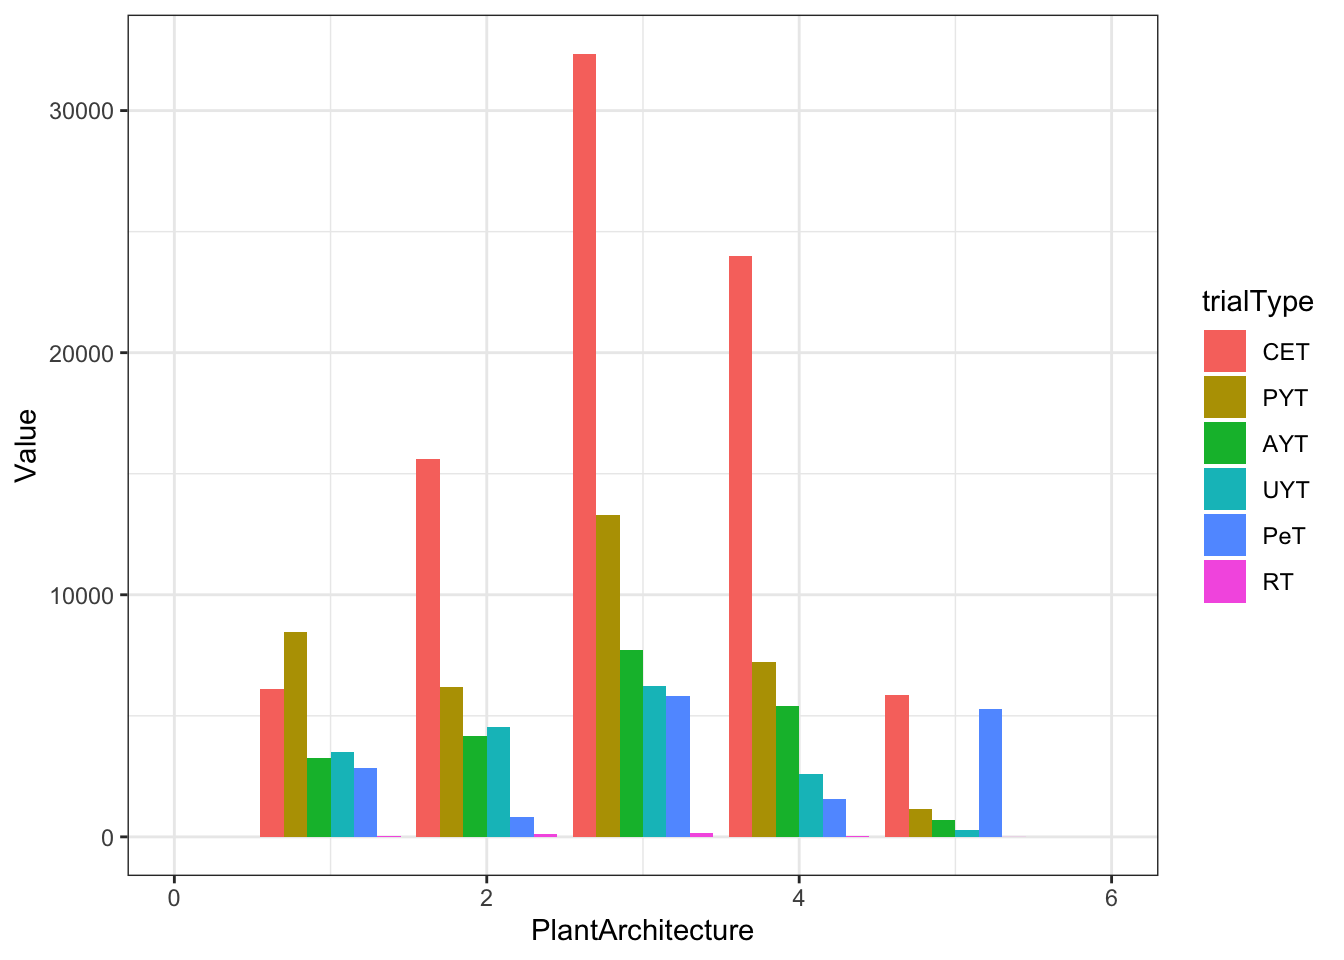 30000
20000
10000
0
Value
0 2 4 6
PlantArchitecture
trialType
CET
PYT
AYT
UYT
PeT
RT